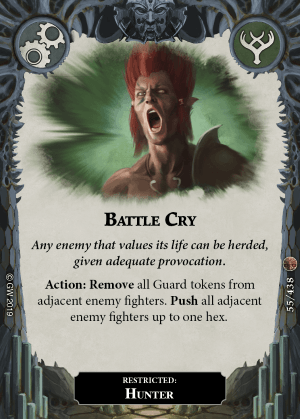 Battle Cry
Any enemy that values its life can be herded,
given adequate provocation.
Action: Remove all Guard tokens from
adjacent enemy fighters. Push all adjacent
enemy fighters up to one hex.
© GW 2019
55/438
RESTRICTED:
Hunter